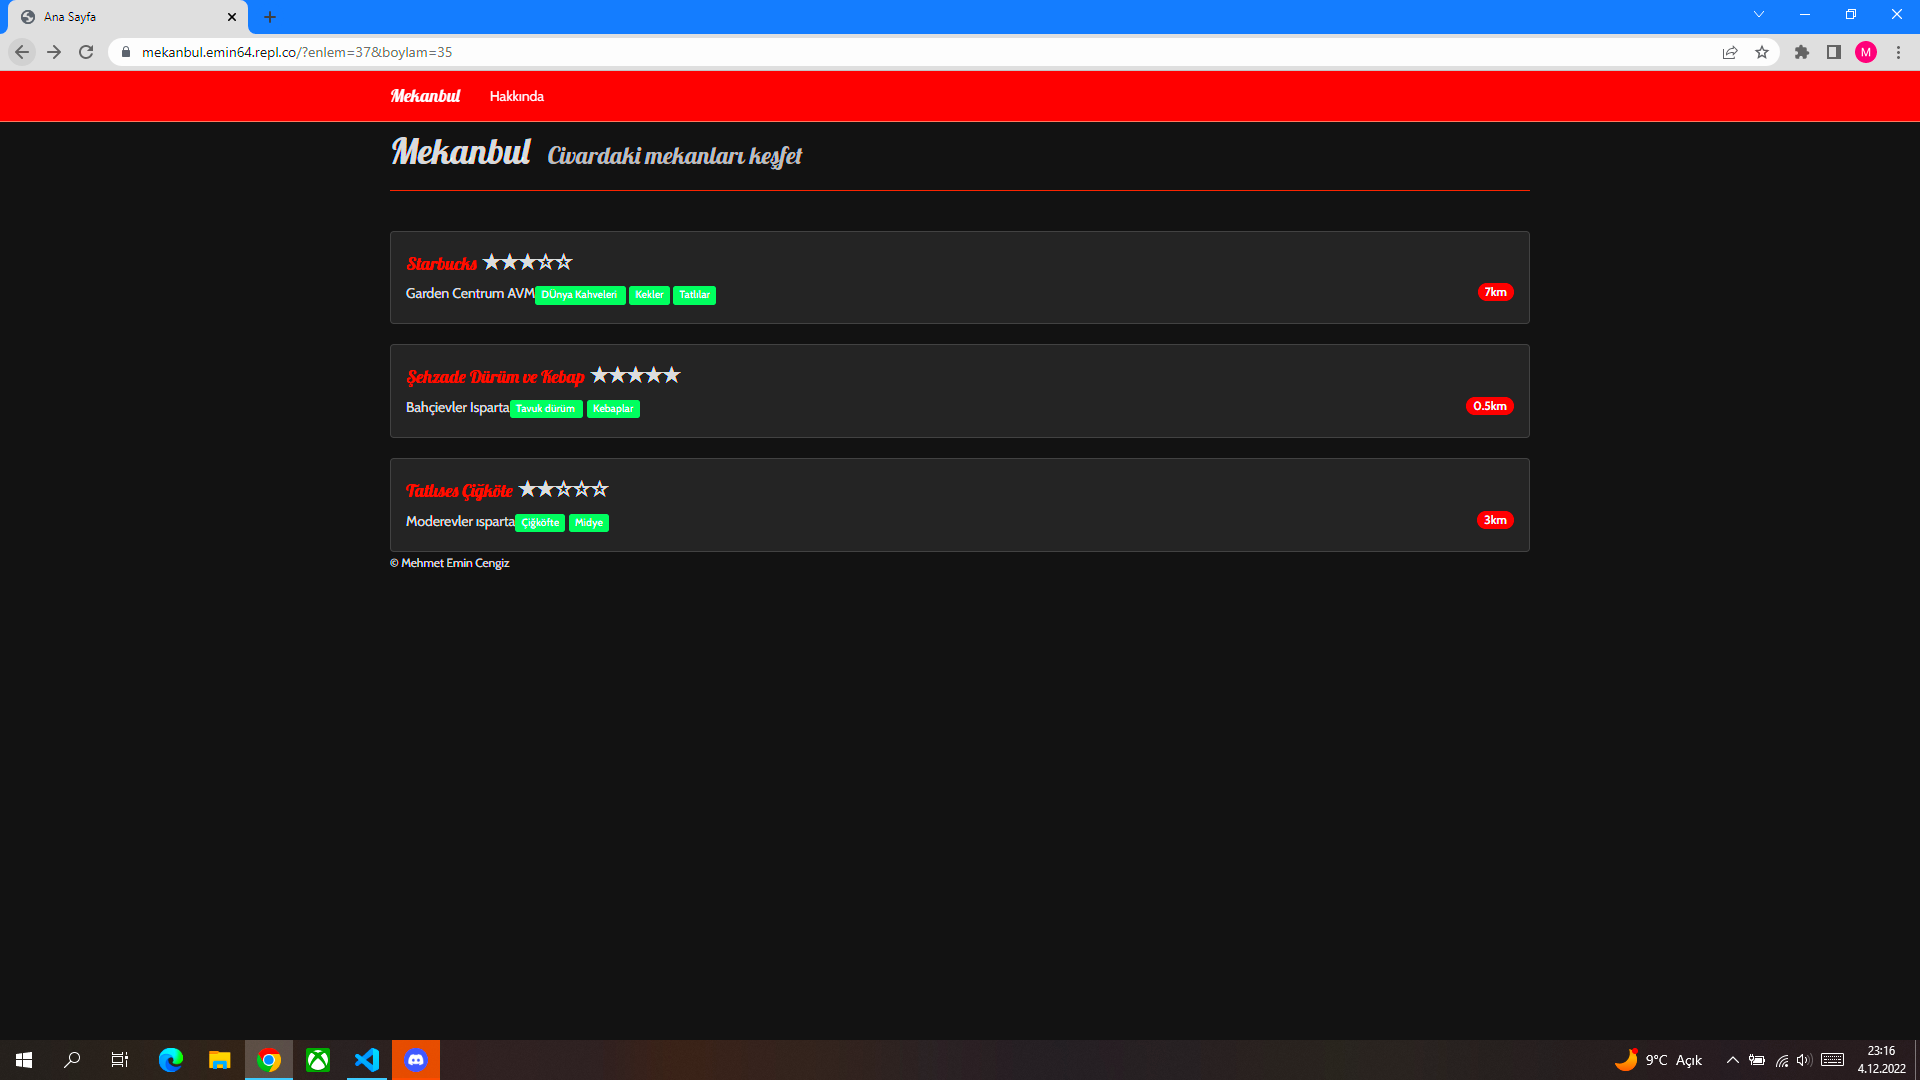 Ana Sayfa
mekanbul.emin64.repl.co/?enlem=37&boylam=35
M
Mekanbul Hakkında
Mekanbul Civardaki mekanları keşfet
Starbucks ★★★☆☆
Garden Centrum AVM DÜnya Kahveleri Kekler Tatlılar 7km
Şehzade Dürüm ve Kebap ★★★★★
Bahçievler Isparta Tavuk dürüm Kebaplar 0.5km
Tatlıses Çiğköte ★★☆☆☆
Moderevler ısparta Çiğköfte Midye 3km
© Mehmet Emin Cengiz
9°C Açık
23:16
4.12.2022